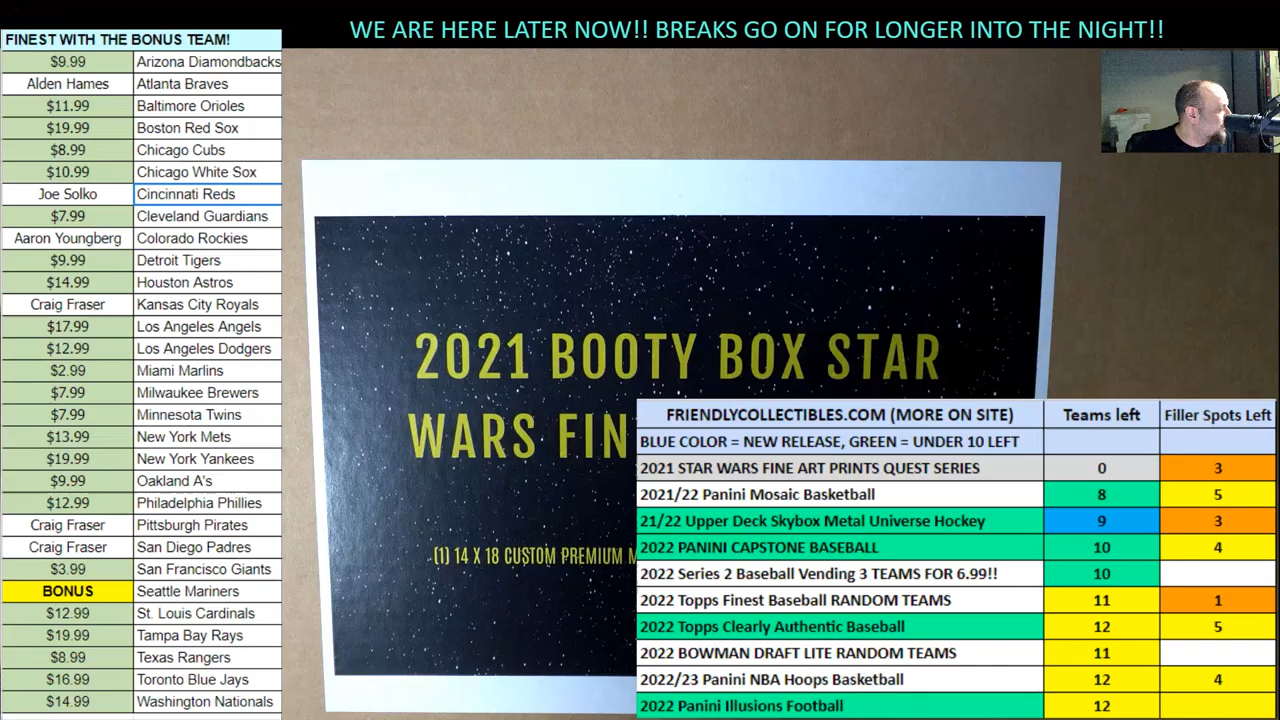 WE ARE HERE LATER NOW!! BREAKS GO ON FOR LONGER INTO THE NIGHT!!
FINEST WITH THE BONUS TEAM!
$9.99 Arizona Diamondbacks
Alden Hames Atlanta Braves
$11.99 Baltimore Orioles
$19.99 Boston Red Sox
$8.99 Chicago Cubs
$10.99 Chicago White Sox
Joe Solko Cincinnati Reds
$7.99 Cleveland Guardians
Aaron Youngberg Colorado Rockies
$9.99 Detroit Tigers
$14.99 Houston Astros
Craig Fraser Kansas City Royals
$17.99 Los Angeles Angels
$12.99 Los Angeles Dodgers
$2.99 Miami Marlins
$7.99 Milwaukee Brewers
$7.99 Minnesota Twins
$13.99 New York Mets
$19.99 New York Yankees
$9.99 Oakland A's
$12.99 Philadelphia Phillies
Craig Fraser Pittsburgh Pirates
Craig Fraser San Diego Padres
$3.99 San Francisco Giants
BONUS Seattle Mariners
$12.99 St. Louis Cardinals
$19.99 Tampa Bay Rays
$8.99 Texas Rangers
$16.99 Toronto Blue Jays
$14.99 Washington Nationals
2021 BOOTY BOX STAR
WARS FIN
(1) 14 X 18 CUSTOM PREMIUM M
FRIENDLYCOLLECTIBLES.COM (MORE ON SITE) Teams left Filler Spots Left
BLUE COLOR = NEW RELEASE, GREEN = UNDER 10 LEFT
2021 STAR WARS FINE ART PRINTS QUEST SERIES 0 3
2021/22 Panini Mosaic Basketball 8 5
21/22 Upper Deck Skybox Metal Universe Hockey 9 3
2022 PANINI CAPSTONE BASEBALL 10 4
2022 Series 2 Baseball Vending 3 TEAMS FOR 6.99!! 10
2022 Topps Finest Baseball RANDOM TEAMS 11 1
2022 Topps Clearly Authentic Baseball 12 5
2022 BOWMAN DRAFT LITE RANDOM TEAMS 11
2022/23 Panini NBA Hoops Basketball 12 4
2022 Panini Illusions Football 12